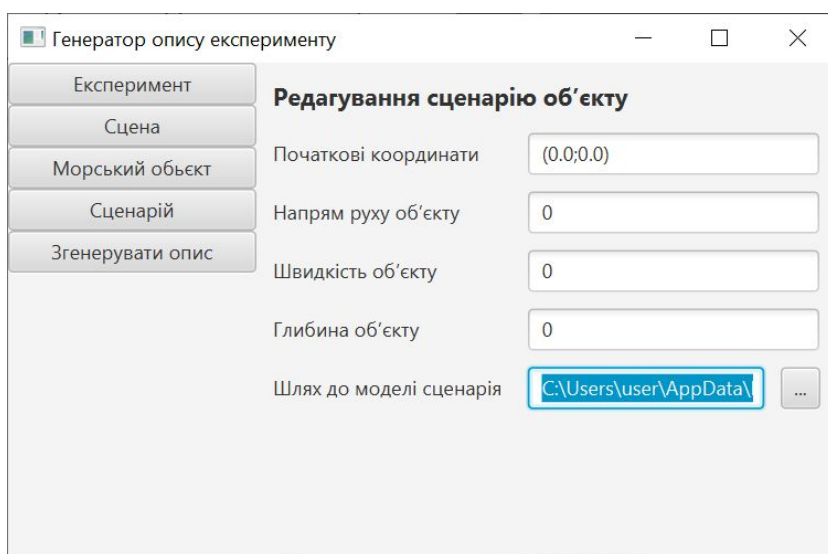 Генератор опису експерименту
Експеримент
Сцена
Морський обьєкт
Сценарій
Згенерувати опис
Редагування сценарію об’єкту
Початкові координати (0.0;0.0)
Напрям руху об’єкту 0
Швидкість об’єкту 0
Глибина об’єкту 0
Шлях до моделі сценарія C:\Users\user\AppData\ ...